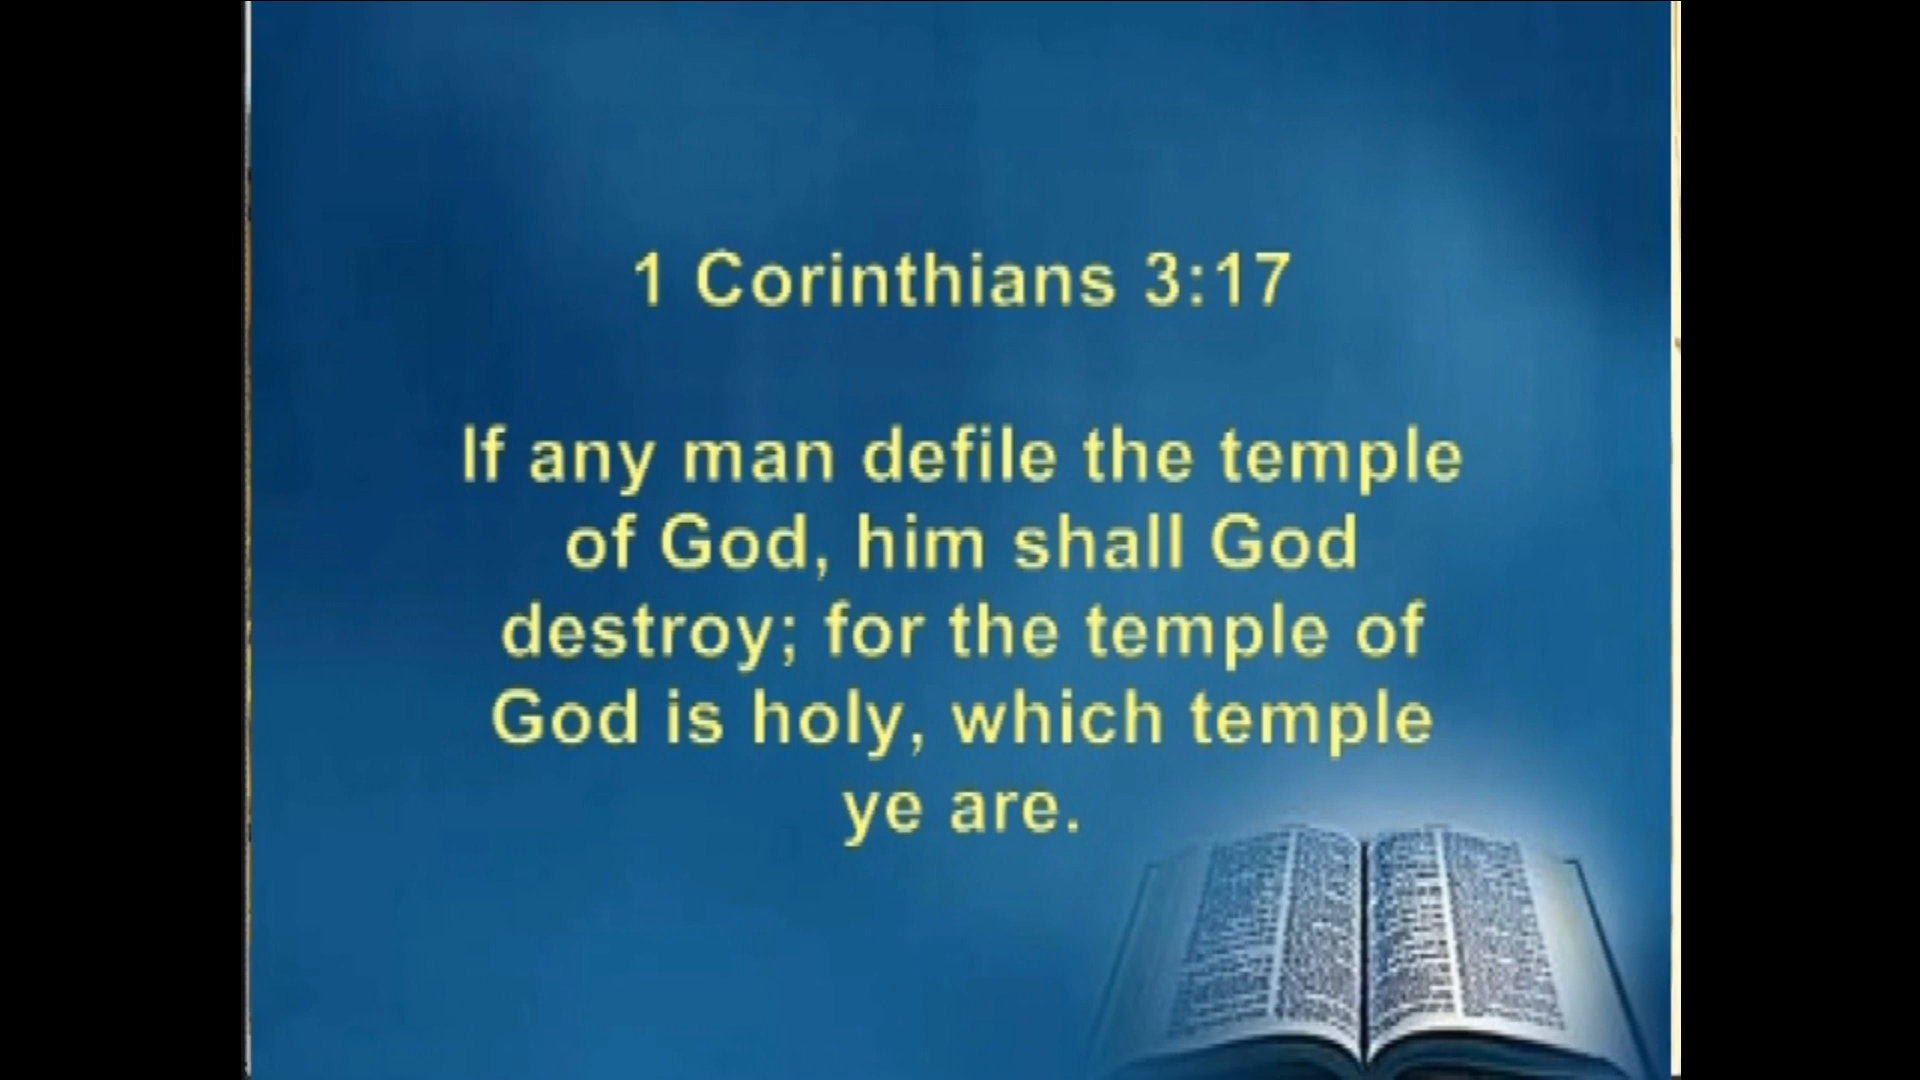 1 Corinthians 3:17
If any man defile the temple
of God, him shall God
destroy; for the temple of
God is holy, which temple
ye are.